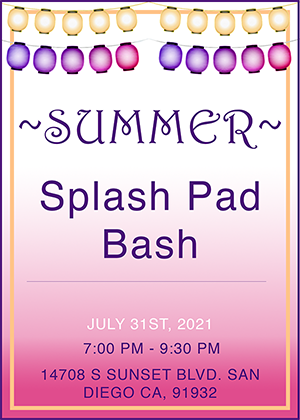 ~SUMMER~
Splash Pad
Bash
JULY 31ST, 2021
7:00 PM - 9:30 PM
14708 S SUNSET BLVD. SAN
DIEGO CA, 91932